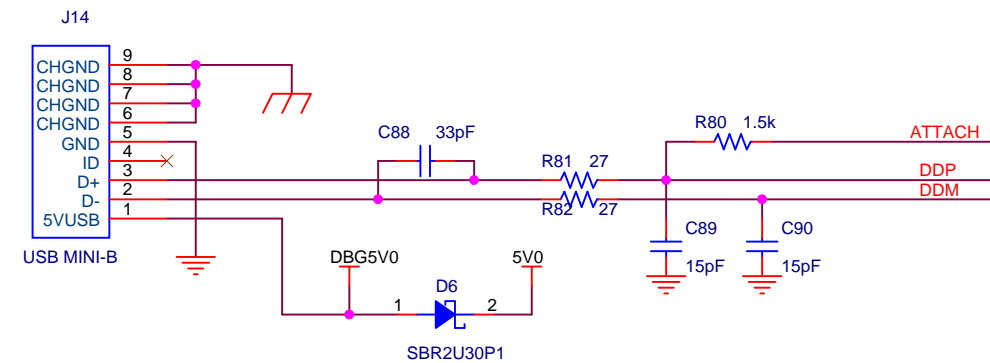 J14
CHGND 9
CHGND 8
CHGND 7
CHGND 6
GND 5
ID 4
D+ 3
D- 2
5VUSB 1
USB MINI-B
C88 33pF
R80 1.5k
ATTACH
R81 27
DDP
DDM
R82 27
C89
15pF
C90
15pF
DBG5V0
5V0
D6
1 2
SBR2U30P1